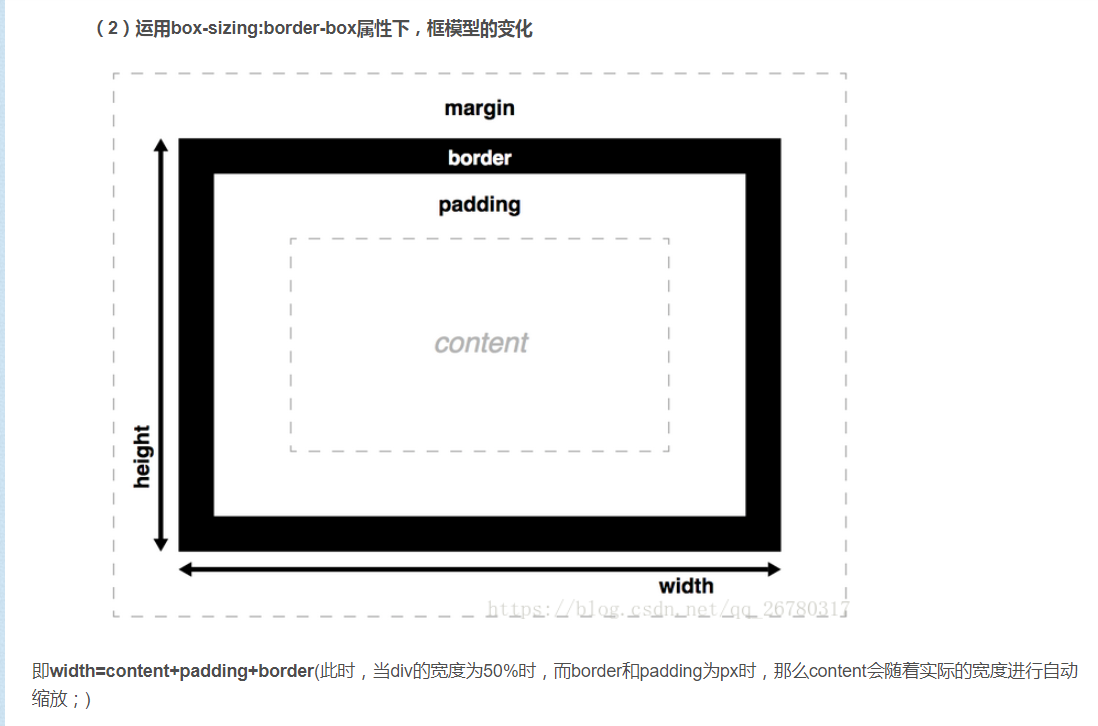 （2）运用box-sizing:border-box属性下，框模型的变化
margin
border
padding
content
height
width
https://blog.csdn.net/qq_26780317
即width=content+padding+border(此时，当div的宽度为50%时，而border和padding为px时，那么content会随着实际的宽度进行自动
缩放；)